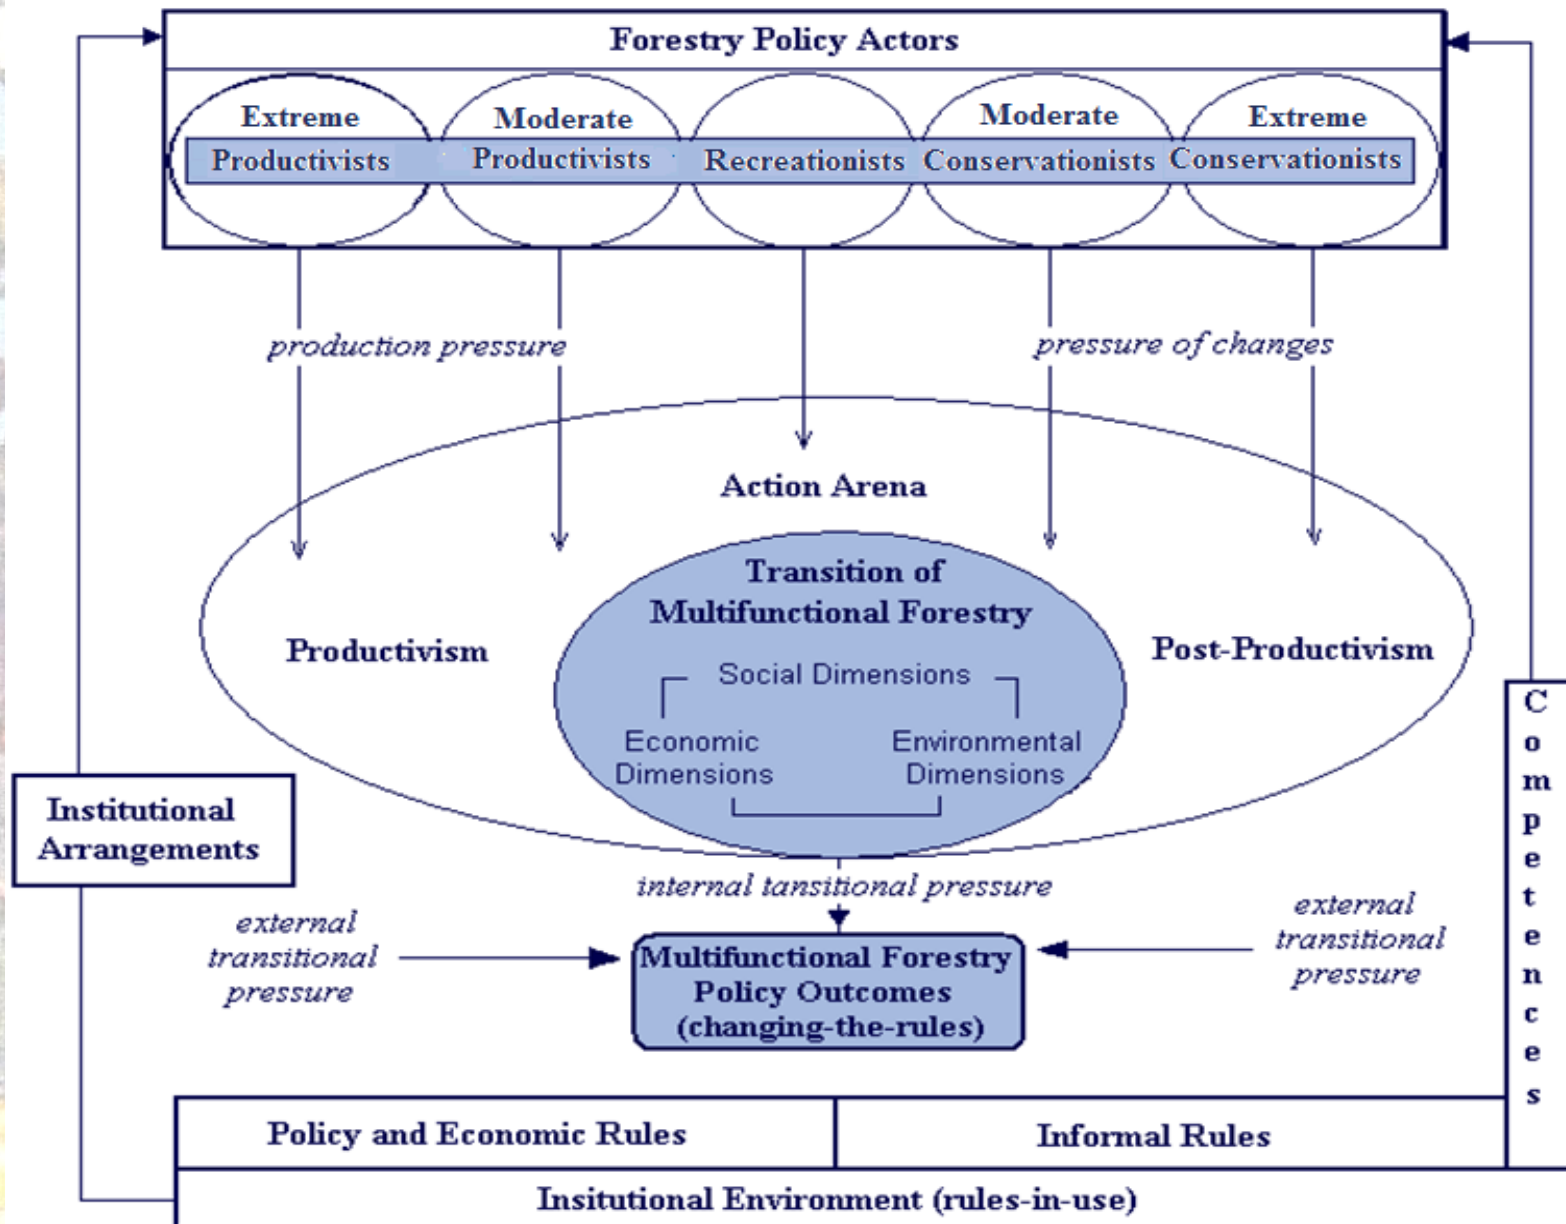 Forestry Policy Actors
Extreme
Productivists
Moderate
Productivists
Recreationists
Moderate
Conservationists
Extreme
Conservationists
production pressure
pressure of changes
Action Arena
Transition of
Multifunctional Forestry
Productivism
Post-Productivism
Social Dimensions
Economic
Dimensions
Environmental
Dimensions
Institutional
Arrangements
Competences
internal tansitional pressure
external
transitional
pressure
external
transitional
pressure
Multifunctional Forestry
Policy Outcomes
(changing-the-rules)
Policy and Economic Rules
Informal Rules
Insitutional Environment (rules-in-use)